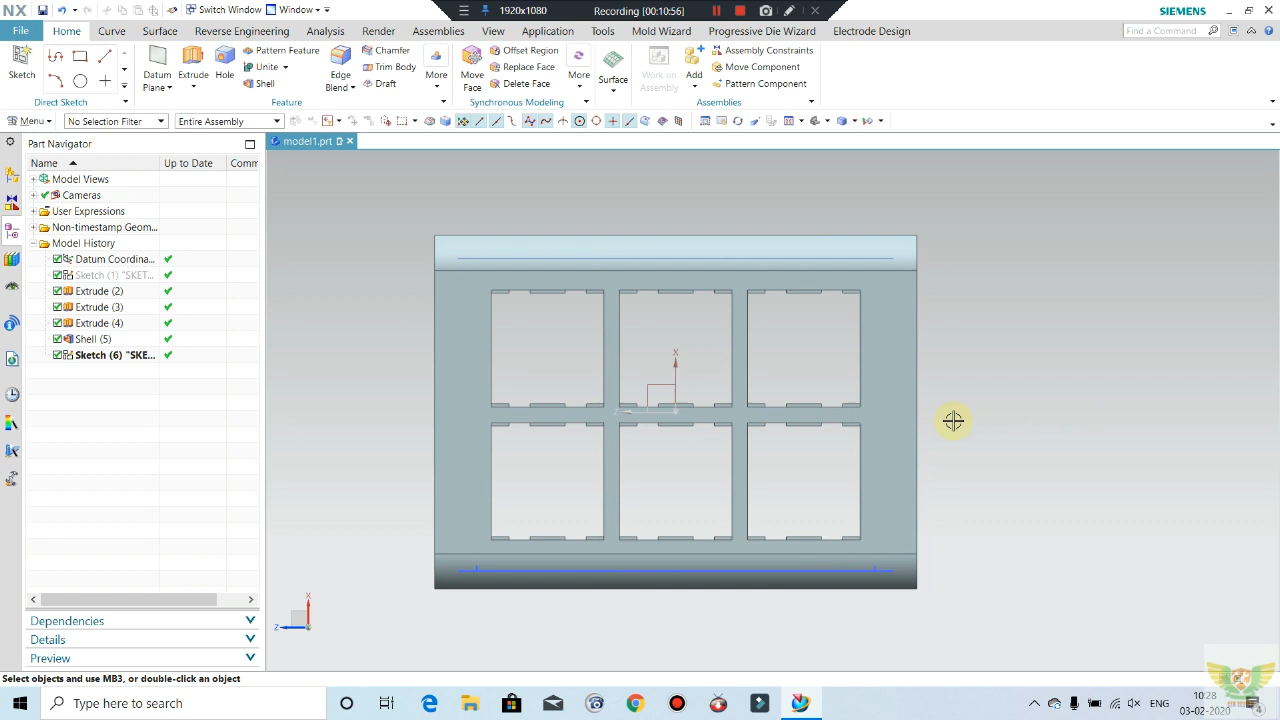 NX Switch Window Window 1920x1080 Recording [00:10:56] SIEMENS
File Home Curve Surface Reverse Engineering Analysis Render Assemblies View Application Tools Mold Wizard Progressive Die Wizard Electrode Design Find a Command
Pattern Feature Chamfer Offset Region Assembly Constraints
Unite Trim Body Replace Face Move Component
Shell Draft Delete Face Pattern Component
Sketch Datum Plane Extrude Hole Edge Blend More Move Face More Surface Work on Assembly Add
Direct Sketch Feature Synchronous Modeling Assemblies
Menu No Selection Filter Entire Assembly
Part Navigator model1.prt
Name Up to Date Comm
Model Views
Cameras
User Expressions
Non-timestamp Geom...
Model History
Datum Coordina...
Sketch (1) "SKET...
Extrude (2)
Extrude (3)
Extrude (4)
Shell (5)
Sketch (6) "SKE...
X
Z
X
Z
Dependencies
Details
Preview
Select objects and use MB3, or double-click an object
Type here to search
ENG
10:28
03-02-2020
4